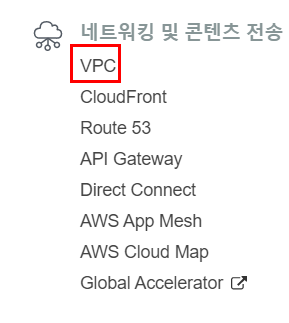 네트워킹 및 콘텐츠 전송
VPC
CloudFront
Route 53
API Gateway
Direct Connect
AWS App Mesh
AWS Cloud Map
Global Accelerator